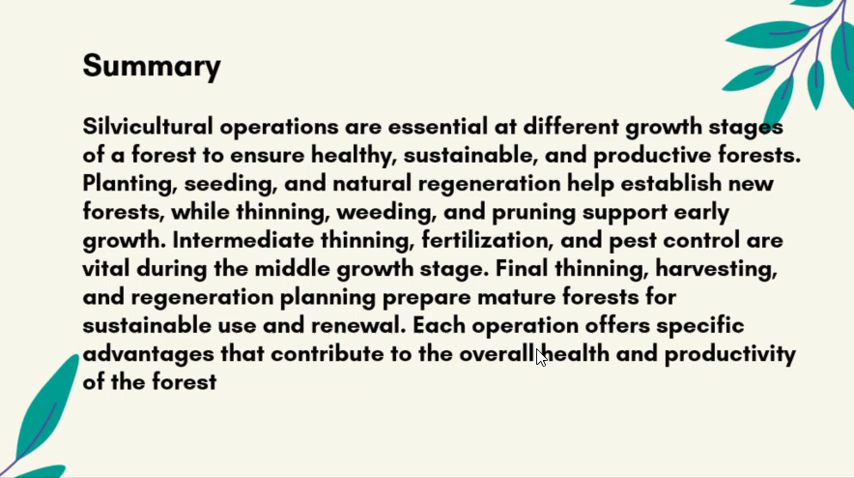 Summary
Silvicultural operations are essential at different growth stages
of a forest to ensure healthy, sustainable, and productive forests.
Planting, seeding, and natural regeneration help establish new
forests, while thinning, weeding, and pruning support early
growth. Intermediate thinning, fertilization, and pest control are
vital during the middle growth stage. Final thinning, harvesting,
and regeneration planning prepare mature forests for
sustainable use and renewal. Each operation offers specific
advantages that contribute to the overall health and productivity
of the forest